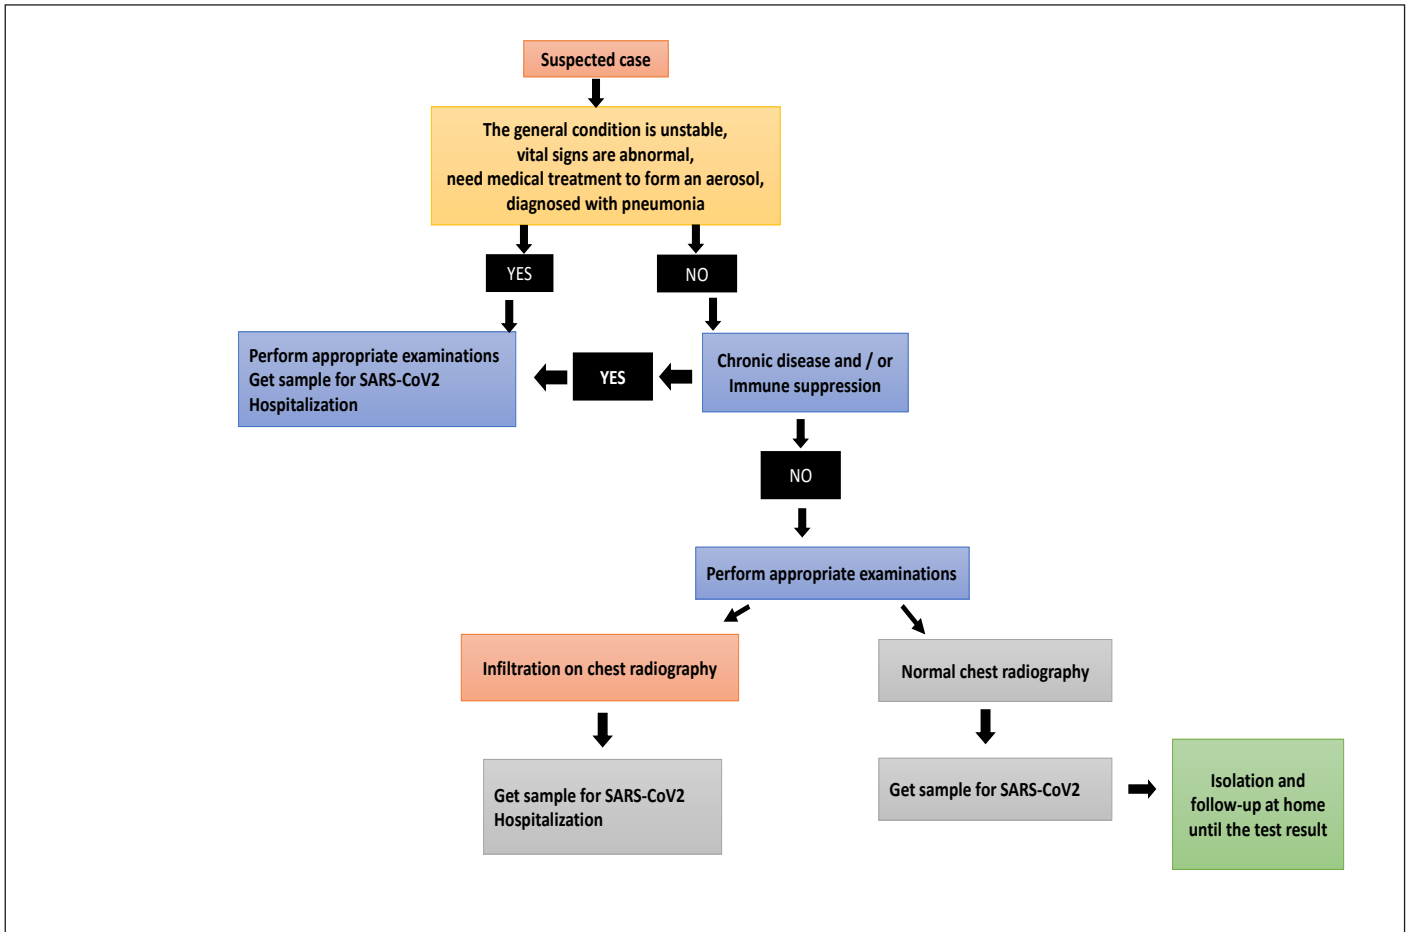 Suspected case
The general condition is unstable,
vital signs are abnormal,
need medical treatment to form an aerosol,
diagnosed with pneumonia
YES
NO
Perform appropriate examinations
Get sample for SARS-CoV2
Hospitalization
YES
Chronic disease and / or
Immune suppression
NO
Perform appropriate examinations
Infiltration on chest radiography
Normal chest radiography
Get sample for SARS-CoV2
Hospitalization
Get sample for SARS-CoV2
Isolation and
follow-up at home
until the test result